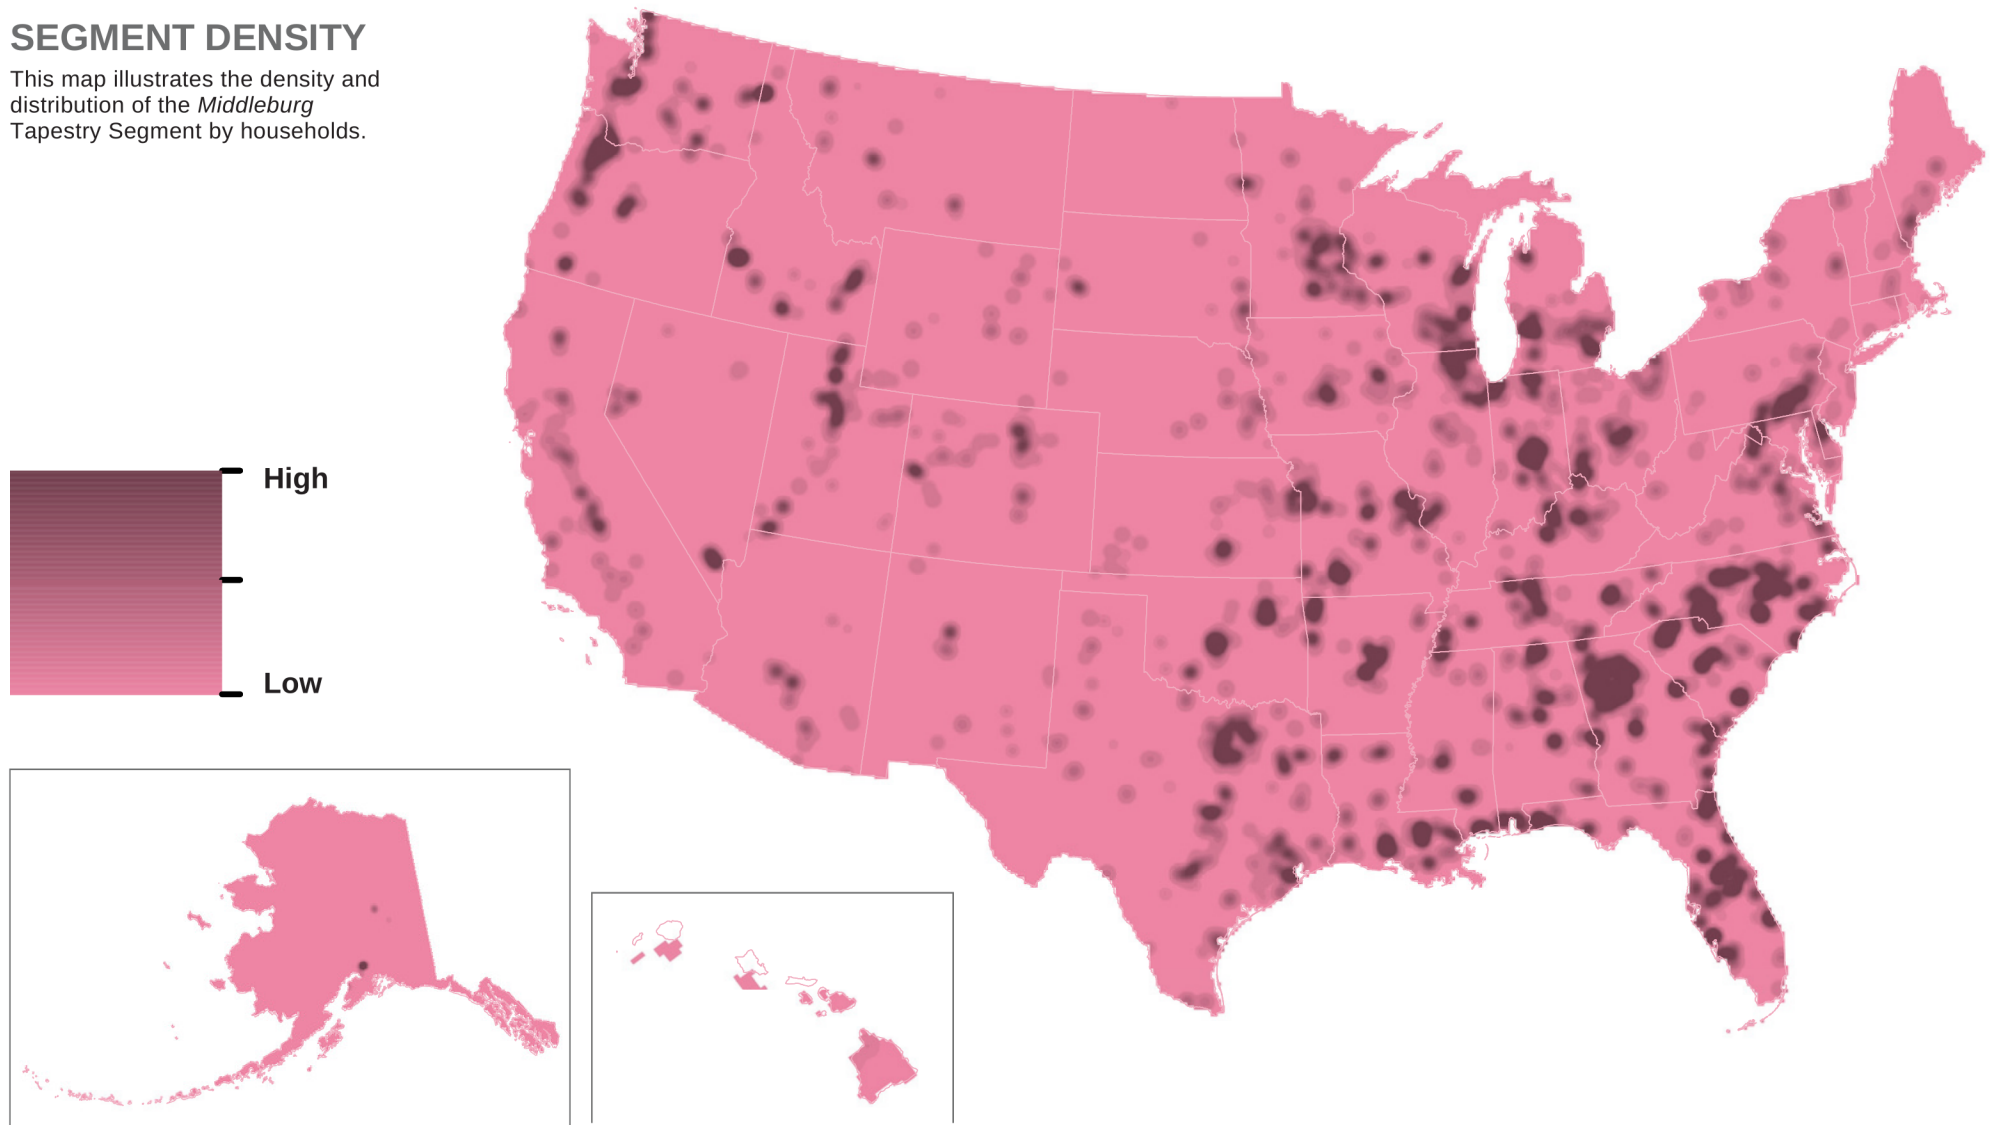 SEGMENT DENSITY
This map illustrates the density and
distribution of the Middleburg
Tapestry Segment by households.
High
Low